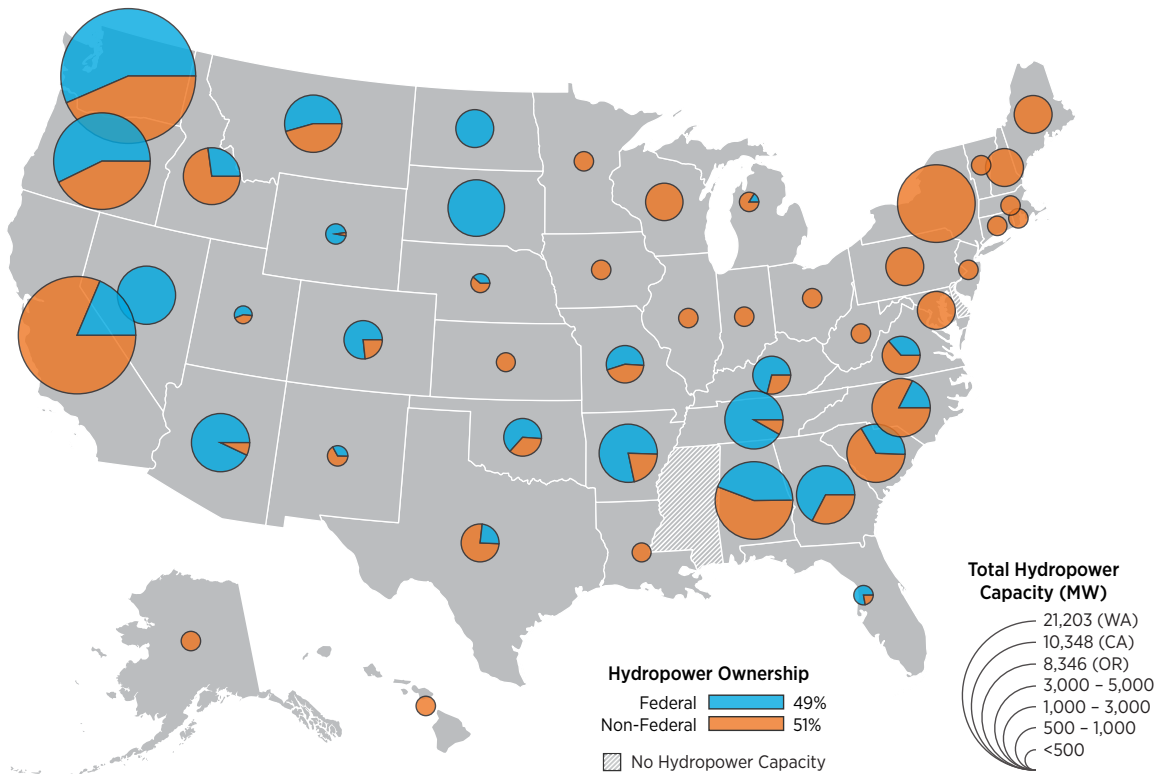 Total Hydropower
Capacity (MW)
21,203 (WA)
10,348 (CA)
8,346 (OR)
3,000 – 5,000
1,000 – 3,000
500 – 1,000
<500
Hydropower Ownership
Federal 49%
Non-Federal 51%
No Hydropower Capacity